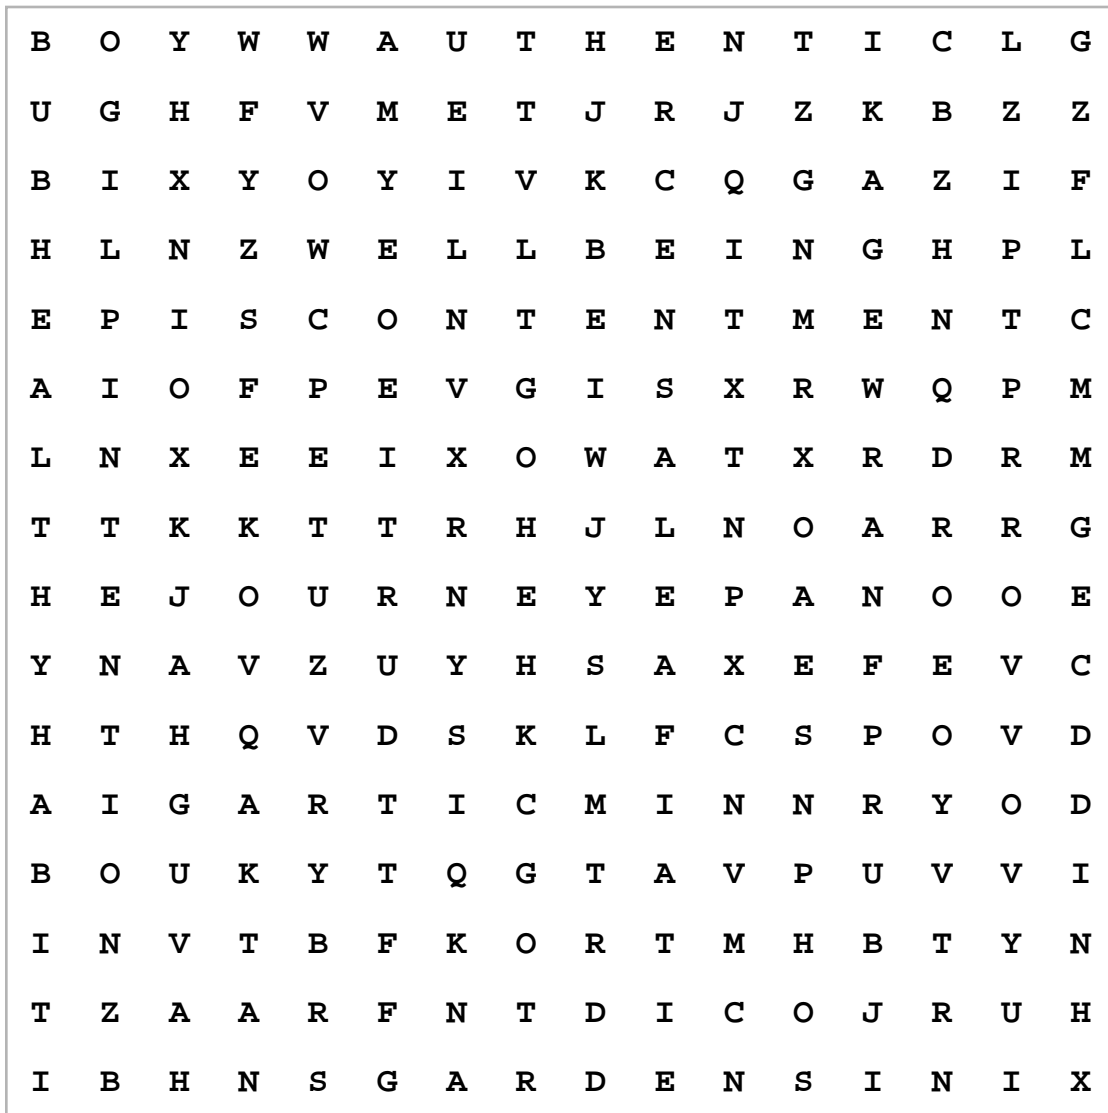 B O Y W W A U T H E N T I C L G
U G H F V M E T J R J Z K B Z Z
B I X Y O Y I V K C Q G A Z I F
H L N Z W E L L B E I N G H P L
E P I S C O N T E N T M E N T C
A I O F P E V G I S X R W Q P M
L N X E E I X O W A T X R D R M
T T K K T T R H J L N O A R R G
H E J O U R N E Y E P A N O O E
Y N A V Z U Y H S A X E F E V C
H T H Q V D S K L F C S P O V D
A I G A R T I C M I N N R Y O D
B O U K Y T Q G T A V P U V V I
I N V T B F K O R T M H B T Y N
T Z A A R F N T D I C O J R U H
I B H N S G A R D E N S I N I X